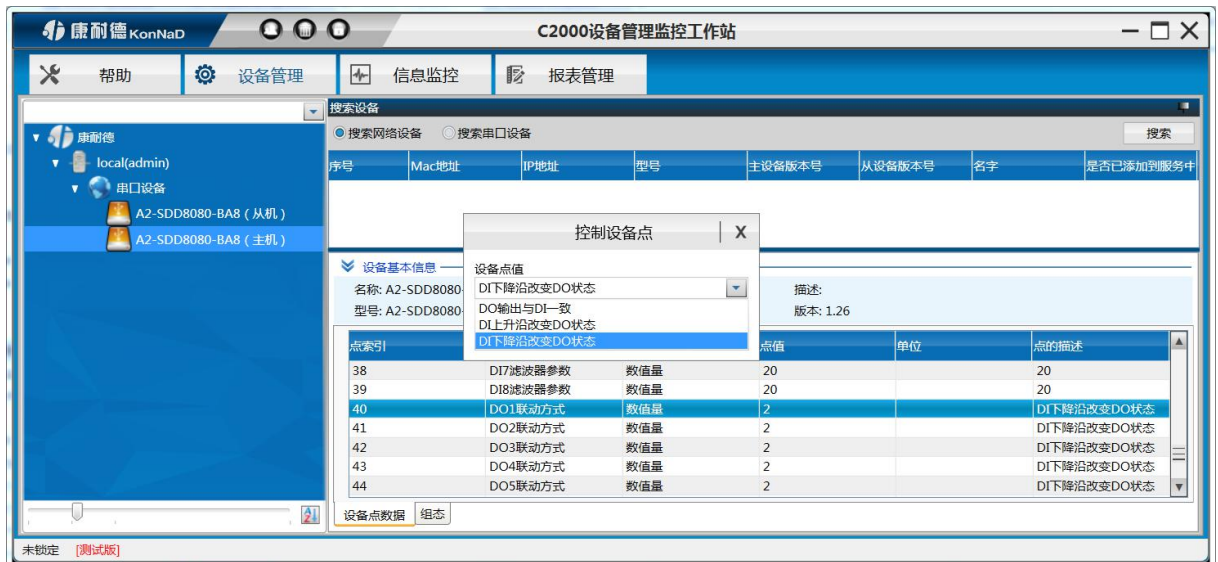 康耐德KonNaD C2000设备管理监控工作站
帮助 设备管理 信息监控 报表管理
康耐德
local(admin)
串口设备
A2-SDD8080-BA8（从机）
A2-SDD8080-BA8（主机）
搜索设备
搜索网络设备 搜索串口设备 搜索
序号 Mac地址 IP地址 型号 主设备版本号 从设备版本号 名字 是否已添加到服务中
控制设备点 X
设备点值
DI下降沿改变DO状态
DO输出与DI一致
DI上升沿改变DO状态
DI下降沿改变DO状态
设备基本信息
名称: A2-SDD8080- 描述:
型号: A2-SDD8080- 版本: 1.26
点索引 点值 单位 点的描述
38 DI7滤波器参数 数值量 20 20
39 DI8滤波器参数 数值量 20 20
40 DO1联动方式 数值量 2 DI下降沿改变DO状态
41 DO2联动方式 数值量 2 DI下降沿改变DO状态
42 DO3联动方式 数值量 2 DI下降沿改变DO状态
43 DO4联动方式 数值量 2 DI下降沿改变DO状态
44 DO5联动方式 数值量 2 DI下降沿改变DO状态
设备点数据 组态
未锁定 [测试版]